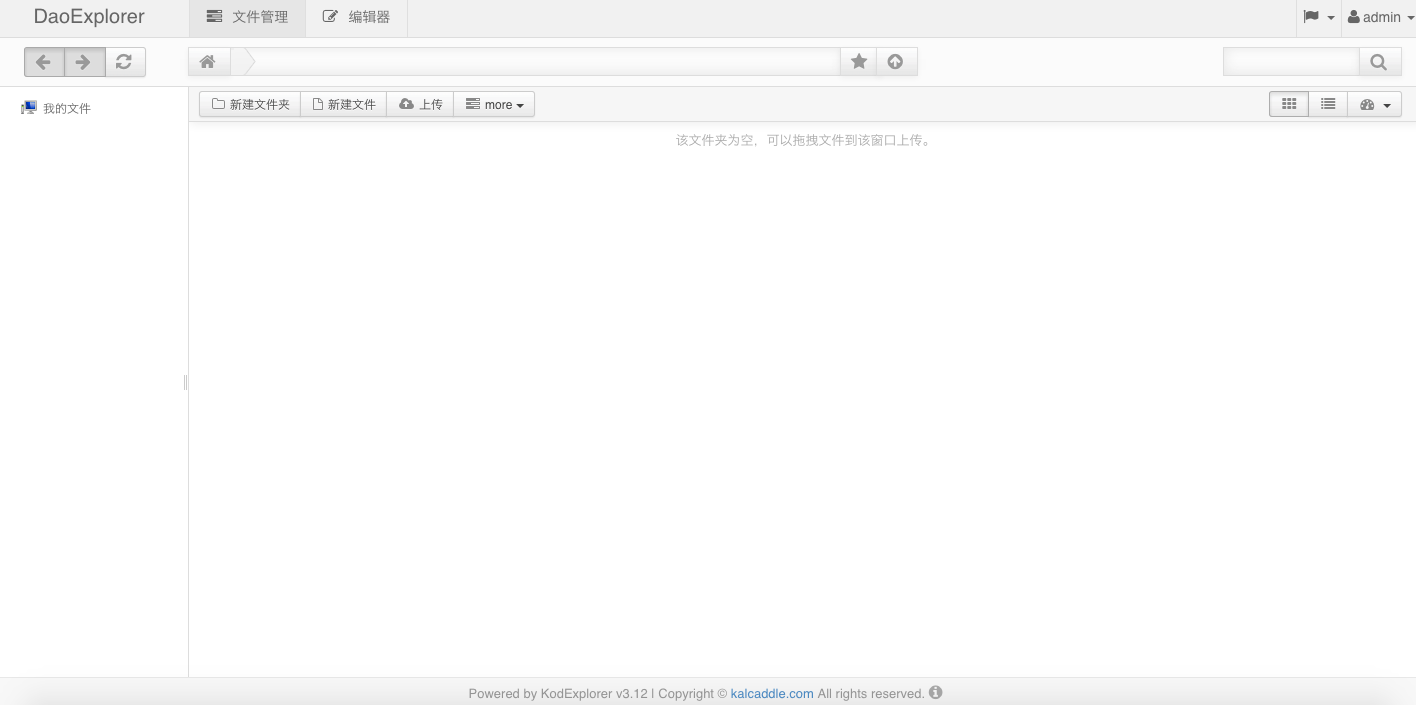 DaoExplorer 文件管理 编辑器 admin
我的文件 新建文件夹 新建文件 上传 more
该文件夹为空，可以拖拽文件到该窗口上传。
Powered by KodExplorer v3.12 | Copyright © kalcaddle.com All rights reserved.